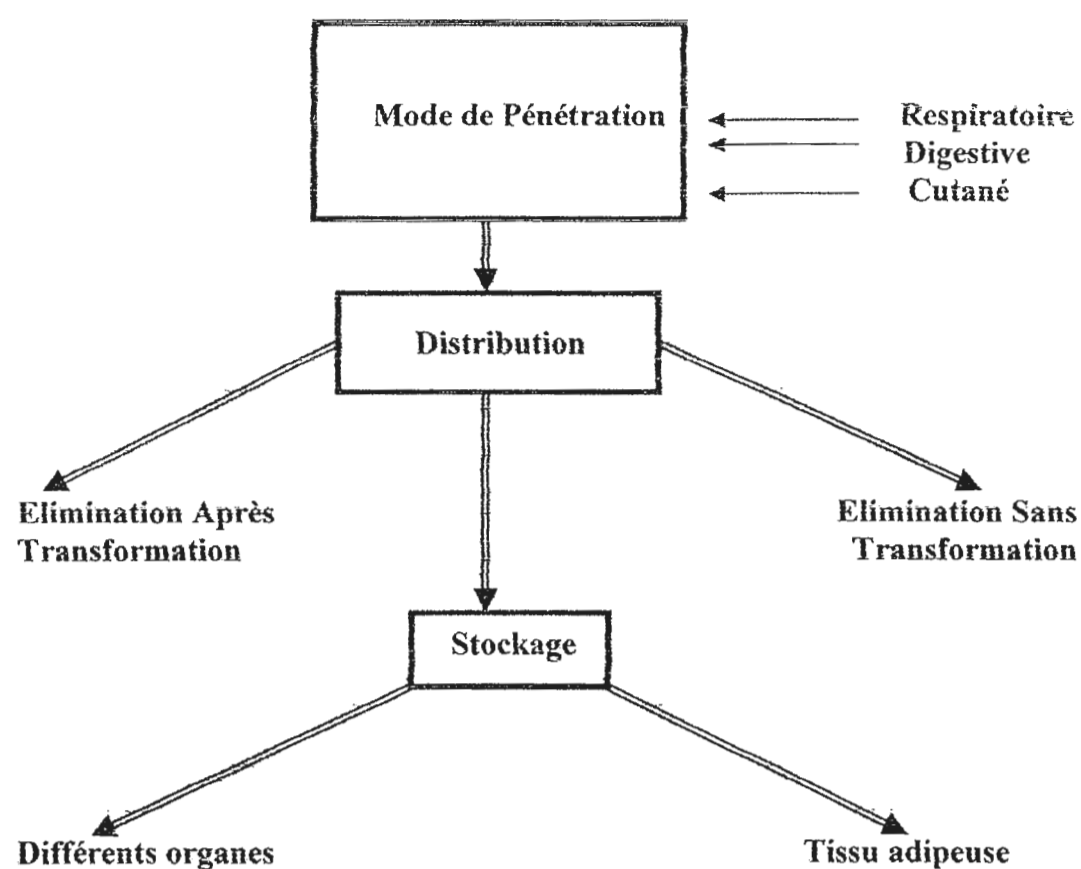 Mode de Pénétration
Respiratoire
Digestive
Cutané
Distribution
Elimination Après
Transformation
Elimination Sans
Transformation
Stockage
Différents organes
Tissu adipeuse